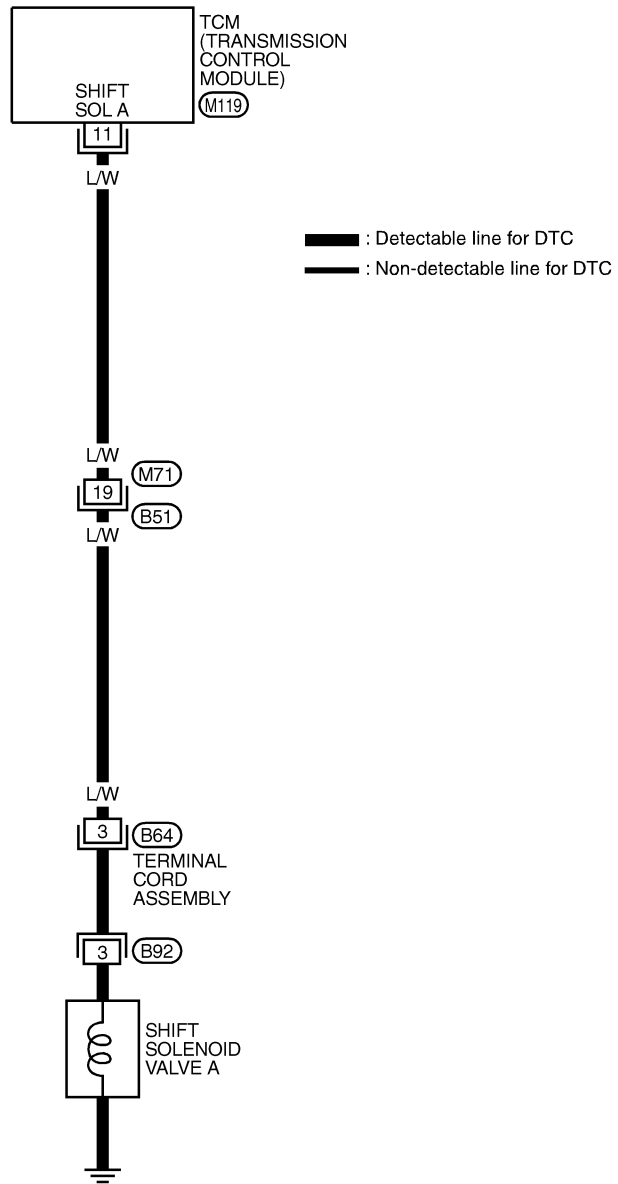 TCM
(TRANSMISSION
CONTROL
MODULE)
M119
SHIFT
SOL A
11
L/W
: Detectable line for DTC
: Non-detectable line for DTC
L/W
M71
19
B51
L/W
L/W
3
B64
TERMINAL
CORD
ASSEMBLY
3
B92
SHIFT
SOLENOID
VALVE A